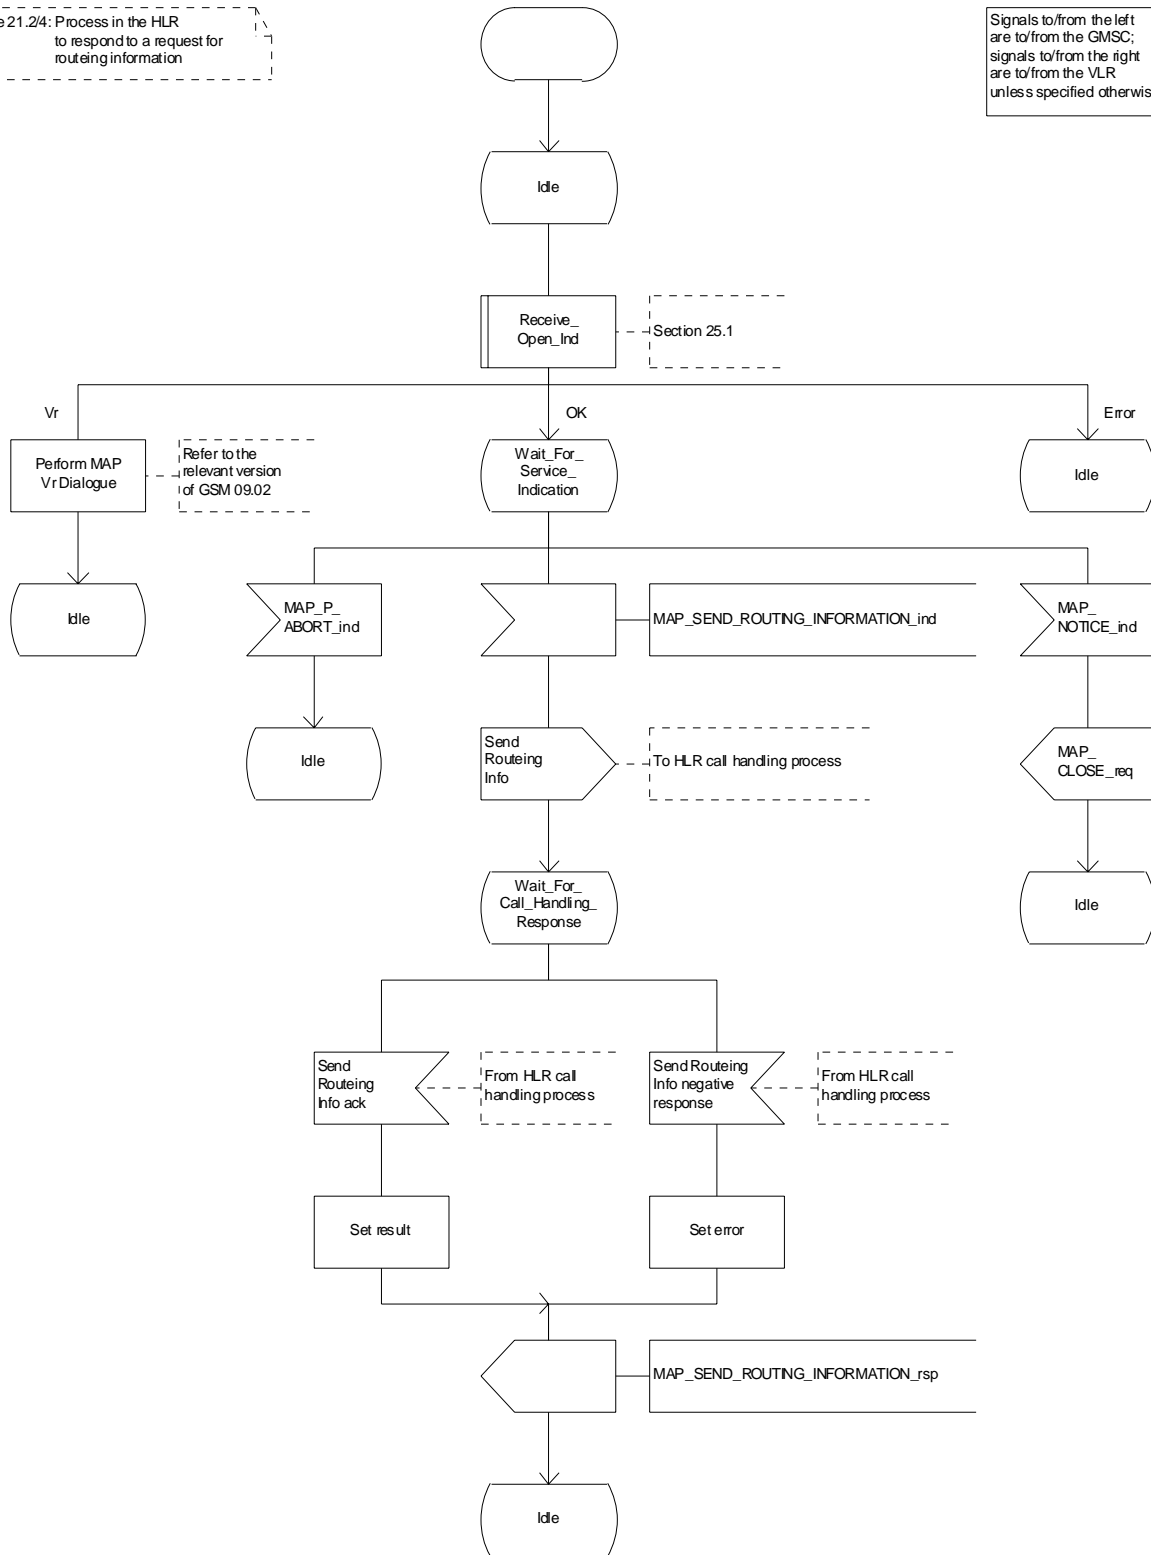 21.2/4: Process in the HLR
to respond to a request for
routeing information
Signals to/from the left
are to/from the GMSC;
signals to/from the right
are to/from the VLR
unless specified otherwis
Idle
Receive_
Open_Ind
Section 25.1
Vr
OK
Error
Perform MAP
Vr Dialogue
Refer to the
relevant version
of GSM 09.02
Wait_For_
Service_
Indication
Idle
Idle
MAP_P_
ABORT_ind
MAP_SEND_ROUTING_INFORMATION_ind
MAP_
NOTICE_ind
Idle
Send
Routeing
Info
To HLR call handling process
MAP_
CLOSE_req
Wait_For_
Call_Handling_
Response
Idle
Send
Routeing
Info ack
From HLR call
handling process
Send Routeing
Info negative
response
From HLR call
handling process
Set result
Set error
MAP_SEND_ROUTING_INFORMATION_rsp
Idle